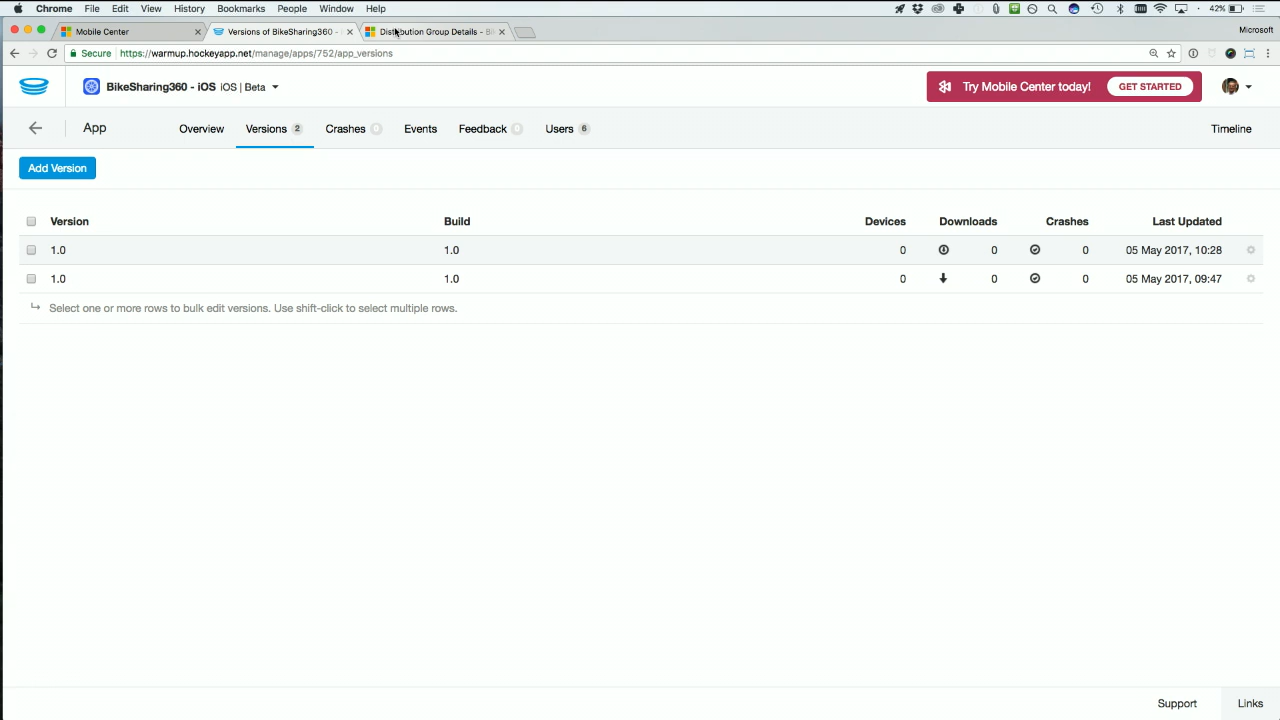 Chrome File Edit View History Bookmarks People Window Help 42%
Mobile Center Versions of BikeSharing360 - Distribution Group Details - Microsoft
Secure https://warmup.hockeyapp.net/manage/apps/752/app_versions
BikeSharing360 - iOS iOS | Beta Try Mobile Center today! GET STARTED
App Overview Versions 2 Crashes 0 Events Feedback 0 Users 6 Timeline
Add Version
Version Build Devices Downloads Crashes Last Updated
1.0 1.0 0 0 0 05 May 2017, 10:28
1.0 1.0 0 0 0 05 May 2017, 09:47
Select one or more rows to bulk edit versions. Use shift-click to select multiple rows.
Support Links